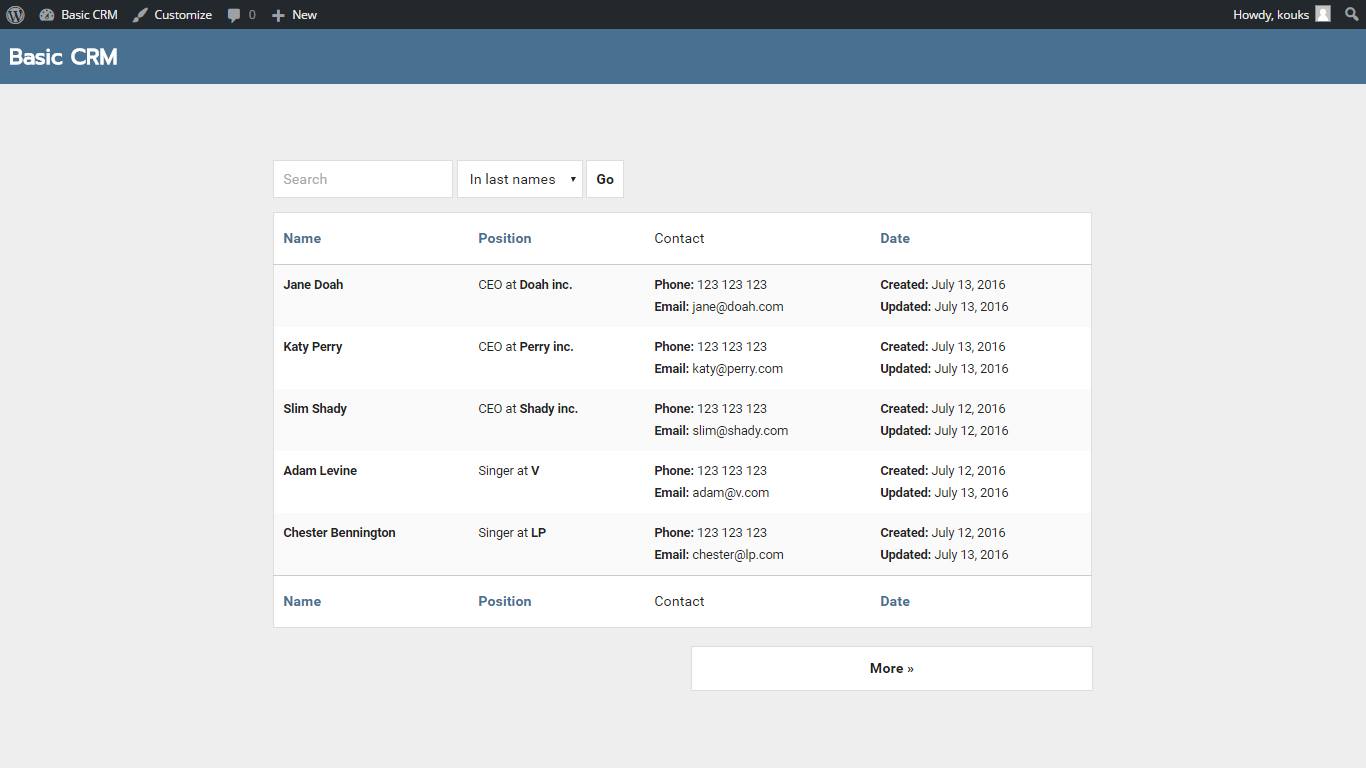 Basic CRM Customize 0 New Howdy, kouks
Basic CRM
Search In last names Go
Name Position Contact Date
Jane Doah CEO at Doah inc. Phone: 123 123 123 Created: July 13, 2016
Email: jane@doah.com Updated: July 13, 2016
Katy Perry CEO at Perry inc. Phone: 123 123 123 Created: July 13, 2016
Email: katy@perry.com Updated: July 13, 2016
Slim Shady CEO at Shady inc. Phone: 123 123 123 Created: July 12, 2016
Email: slim@shady.com Updated: July 12, 2016
Adam Levine Singer at V Phone: 123 123 123 Created: July 12, 2016
Email: adam@v.com Updated: July 13, 2016
Chester Bennington Singer at LP Phone: 123 123 123 Created: July 12, 2016
Email: chester@lp.com Updated: July 13, 2016
Name Position Contact Date
More »